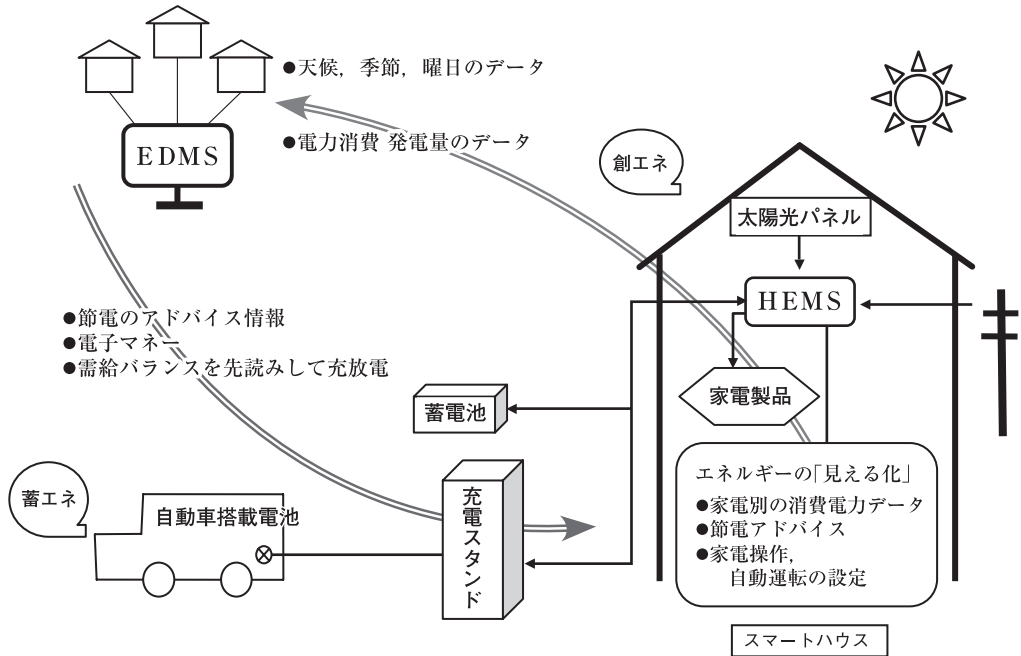 ●天候，季節，曜日のデータ
●電力消費 発電量のデータ
EDMS
創エネ
太陽光パネル
HEMS
●節電のアドバイス情報
●電子マネー
●需給バランスを先読みして充放電
家電製品
蓄電池
エネルギーの「見える化」
●家電別の消費電力データ
●節電アドバイス
●家電操作，
自動運転の設定
蓄エネ
自動車搭載電池
充電スタンド
スマートハウス